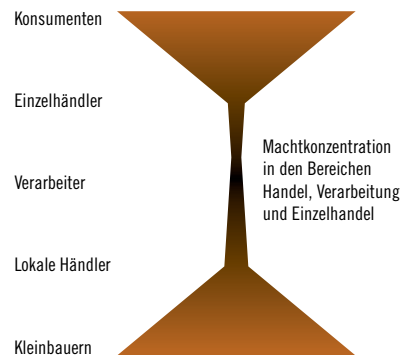 Konsumenten
Einzelhändler
Machtkonzentration
in den Bereichen
Handel, Verarbeitung
und Einzelhandel
Verarbeiter
Lokale Händler
Kleinbauern